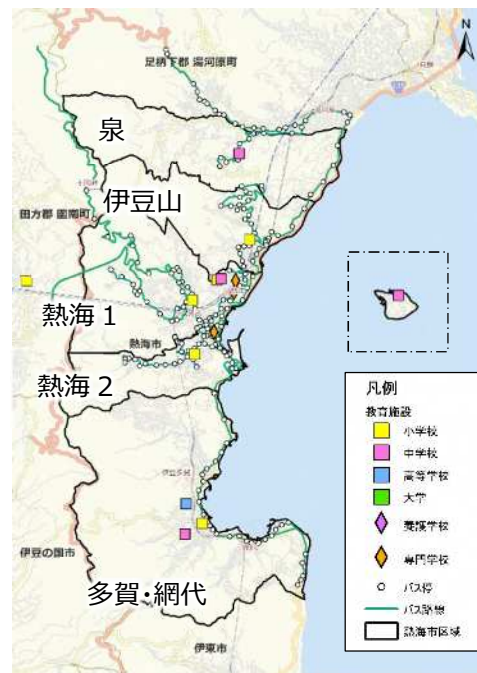 N
足柄下郡 湯河原町
泉
伊豆山
田方郡 函南町
熱海1
熱海市
熱海2
伊豆多賀
伊豆の国市
多賀・網代
伊東市
凡例
教育施設
小学校
中学校
高等学校
大学
養護学校
専門学校
バス停
バス路線
熱海市区域